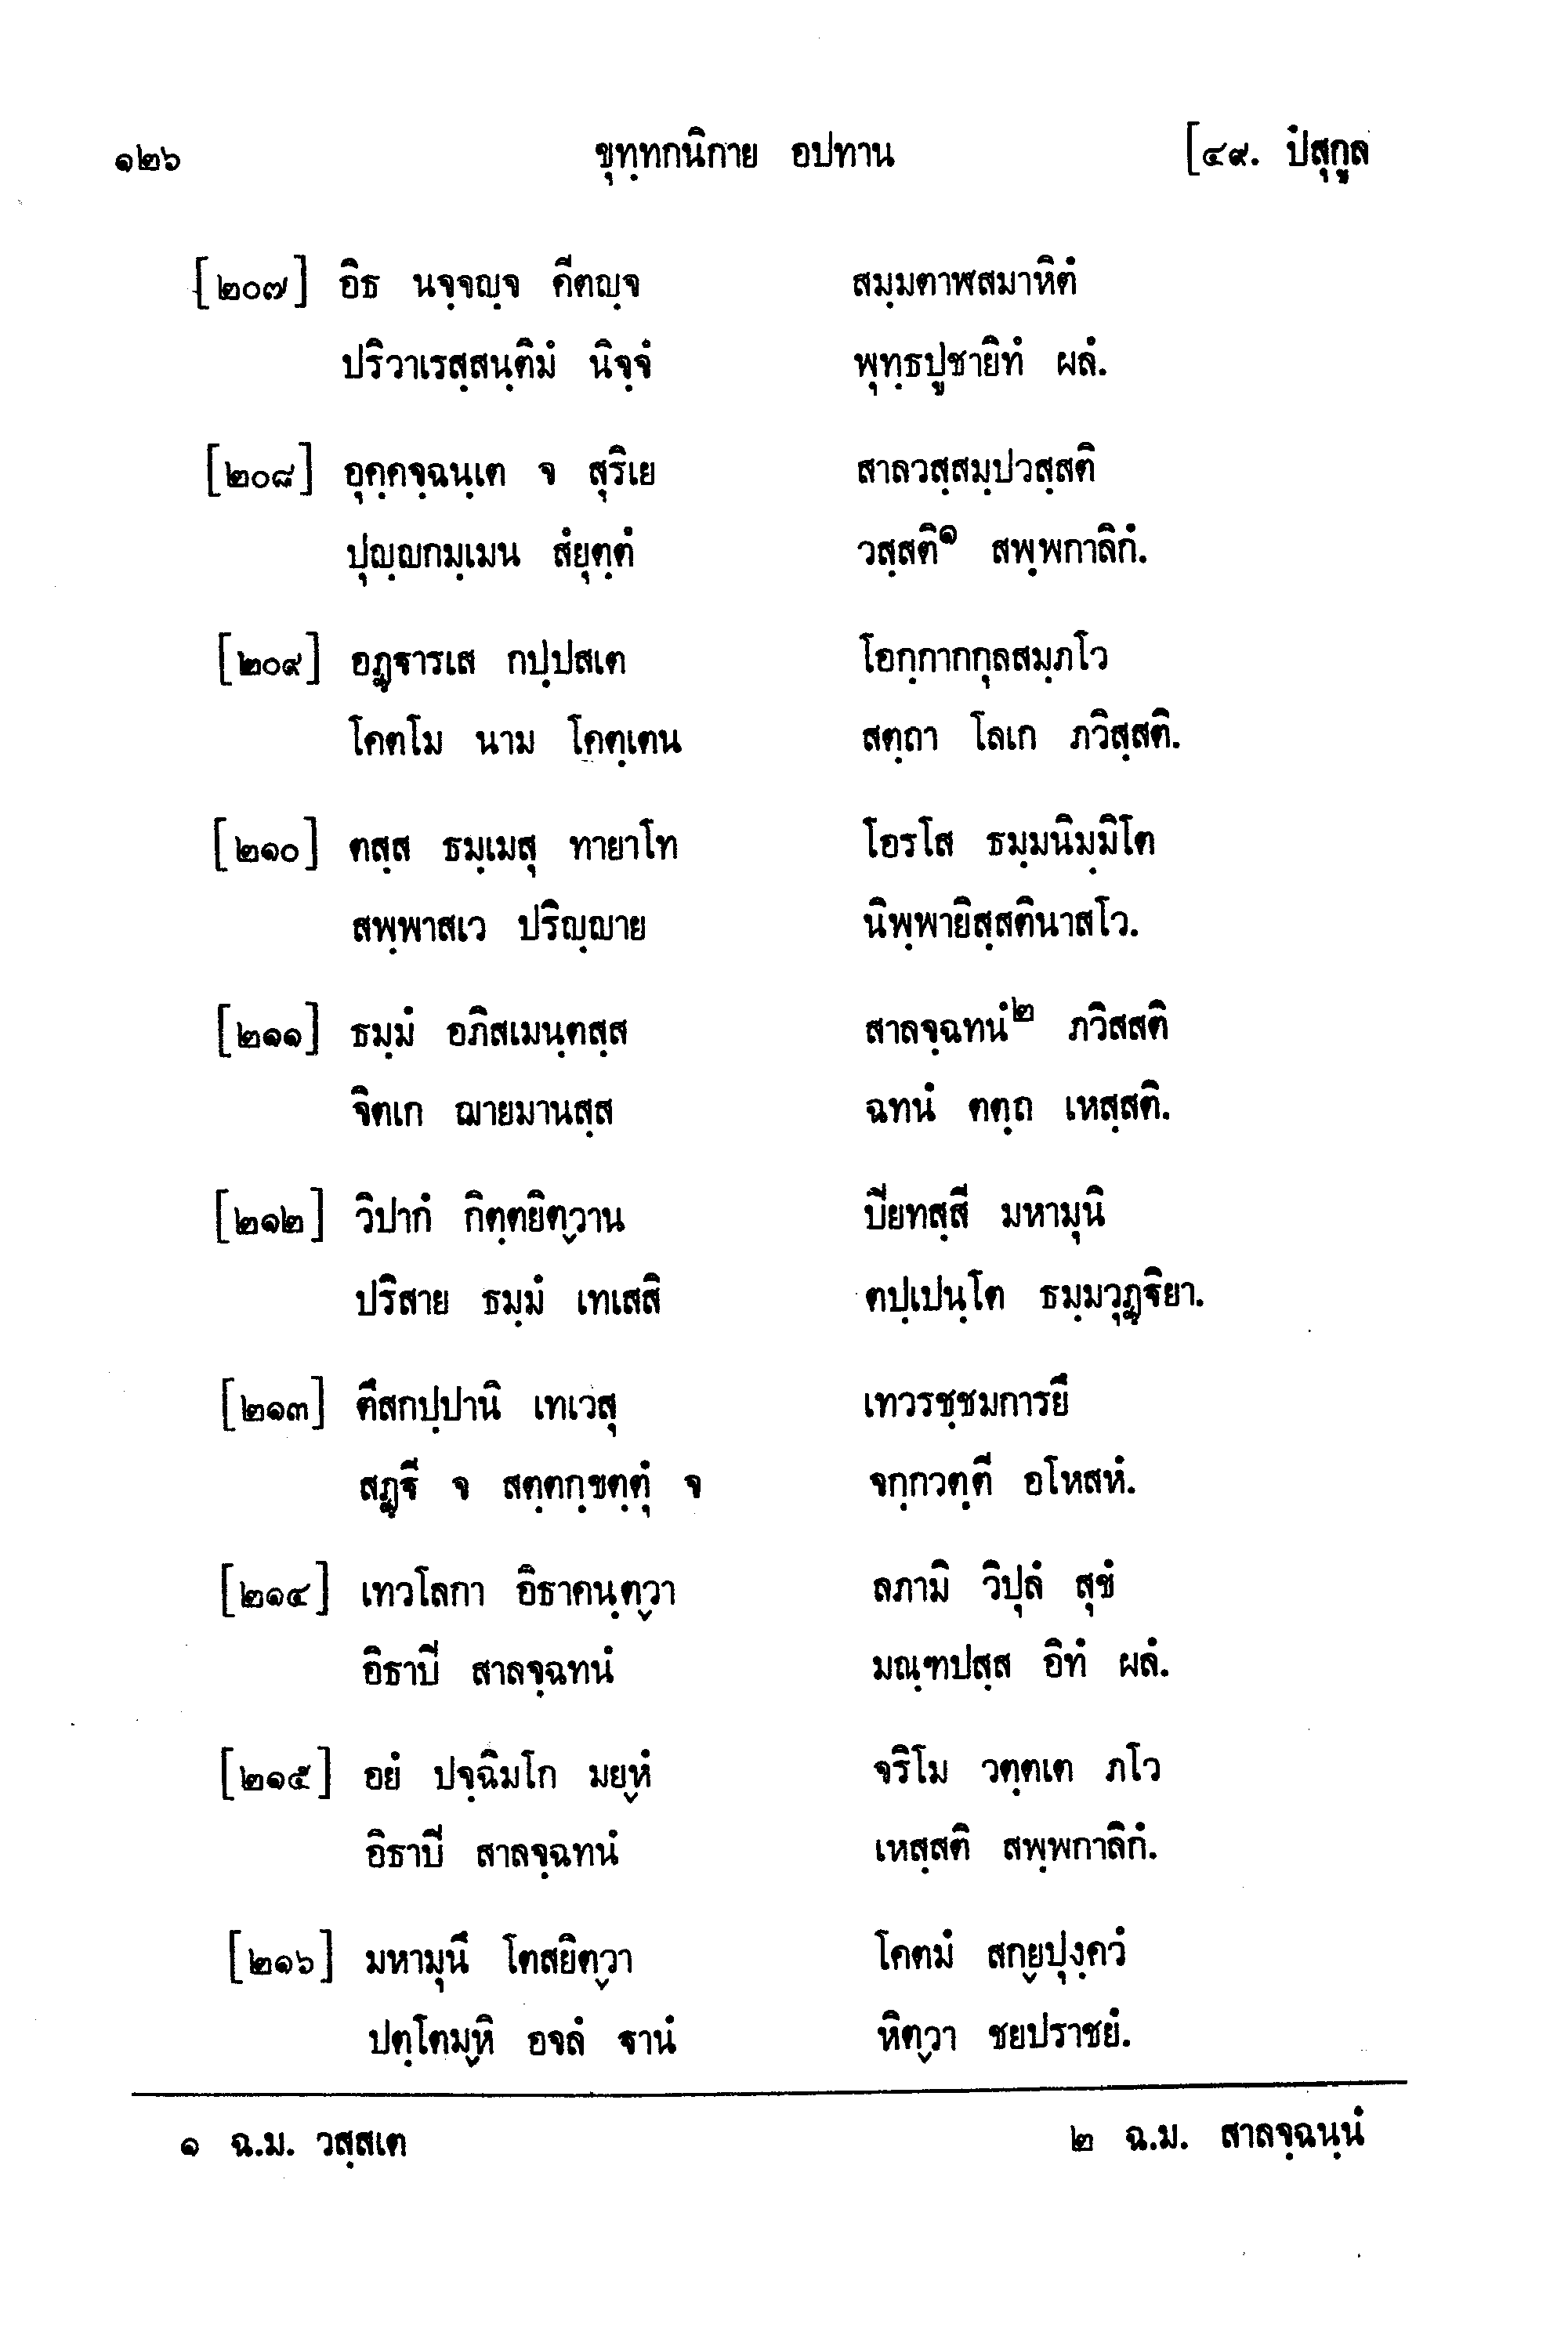 ๑๒๖ ขุทฺทกนิกาย อปทาน [๔๙. ปํสุกูล
[๒๐๗] อิธ นจฺจญฺจ คีตญฺจ สมฺมตาฬสมาหิตํ
ปริวาเรสฺสนฺติมํ นิจฺจํ พุทฺธปูชายิทํ ผลํ.
[๒๐๘] อุคฺคจฺฉนฺเต จ สุริเย สาลวสฺสมฺปวสฺสติ
ปุญฺญกมฺเมน สํยุตฺตํ วสฺสติ๑ สพฺพกาลิกํ.
[๒๐๙] อฏฺฐารเส กปฺปสเต โอกฺกากกุลสมฺภโว
โคตโม นาม โคตฺเตน สตฺถา โลเก ภวิสฺสติ.
[๒๑๐] ตสฺส ธมฺเมสุ ทายาโท โอรโส ธมฺมนิมฺมิโต
สพฺพาสเว ปริญฺญาย นิพฺพายิสฺสตินาสโว.
[๒๑๑] ธมฺมํ อภิสเมนฺตสฺส สาลจฺฉทนํ๒ ภวิสสติ
จิตเก ฌายมานสฺส ฉทนํ ตตฺถ เหสฺสติ.
[๒๑๒] วิปากํ กิตฺตยิตฺวาน ปิยทสฺสี มหามุนิ
ปริสาย ธมฺมํ เทเสสิ ตปฺเปนฺโต ธมฺมวุฏฺฐิยา.
[๒๑๓] ตึสกปฺปานิ เทเวสุ เทวรชฺชมการยึ
สฏฺฐี จ สตฺตกฺขตฺตุํ จ จกฺกวตฺตี อโหสหํ.
[๒๑๔] เทวโลกา อิธาคนฺตฺวา ลภามิ วิปุลํ สุขํ
อิธาปี สาลจฺฉทนํ มณฺฑปสฺส อิทํ ผลํ.
[๒๑๕] อยํ ปจฺฉิมโก มยฺหํ จริโม วตฺตเต ภโว
อิธาปี สาลจฺฉทนํ เหสฺสติ สพฺพกาลิกํ.
[๒๑๖] มหามุนึ โตสยิตฺวา โคตมํ สกฺยปุงฺควํ
ปตฺโตมฺหิ อจลํ ฐานํ หิตฺวา ชยปราชยํ.
๑ ฉ.ม. วสฺสเต ๒ ฉ.ม. สาลจฺฉนฺนํ